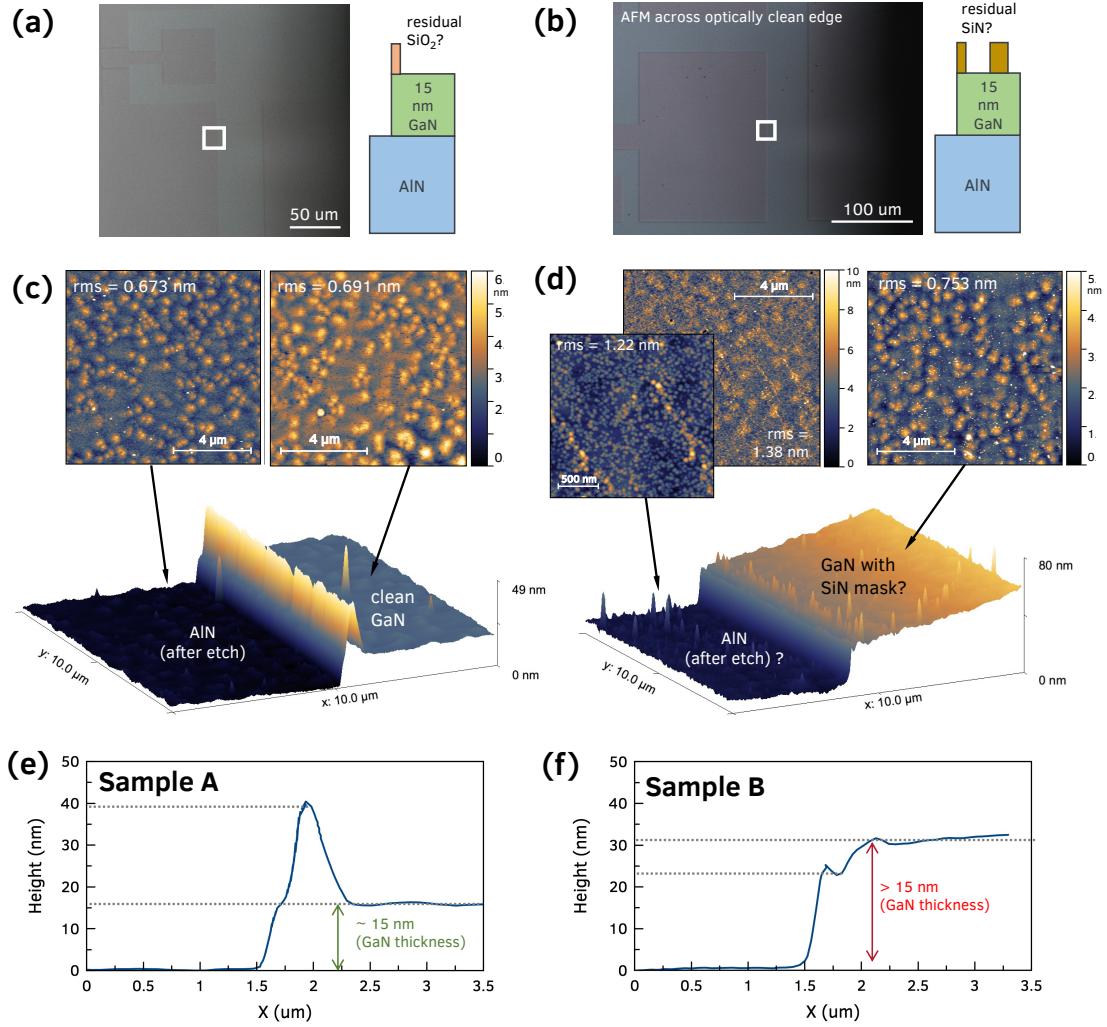 (a)
residual
SiO₂?
15
nm
GaN
AlN
50 um
(b)
AFM across optically clean edge
residual
SiN?
15
nm
GaN
AlN
100 um
(c)
rms = 0.673 nm
4 µm
rms = 0.691 nm
4 µm
6
nm
5
4
3
2
0
(d)
rms = 1.22 nm
500 nm
4 µm
rms =
1.38 nm
10
nm
8
6
4
2
0
rms = 0.753 nm
4 µm
5
nm
4
3
2
1
0
AlN
(after etch)
clean
GaN
49 nm
0 nm
y: 10.0 µm
x: 10.0 µm
GaN with
SiN mask?
AlN
(after etch) ?
80 nm
0 nm
y: 10.0 µm
x: 10.0 µm
(e)
Sample A
50
40
30
20
10
0
Height (nm)
~ 15 nm
(GaN thickness)
0 0.5 1 1.5 2 2.5 3 3.5
X (um)
(f)
Sample B
50
40
30
20
10
0
Height (nm)
> 15 nm
(GaN thickness)
0 0.5 1 1.5 2 2.5 3 3.5
X (um)